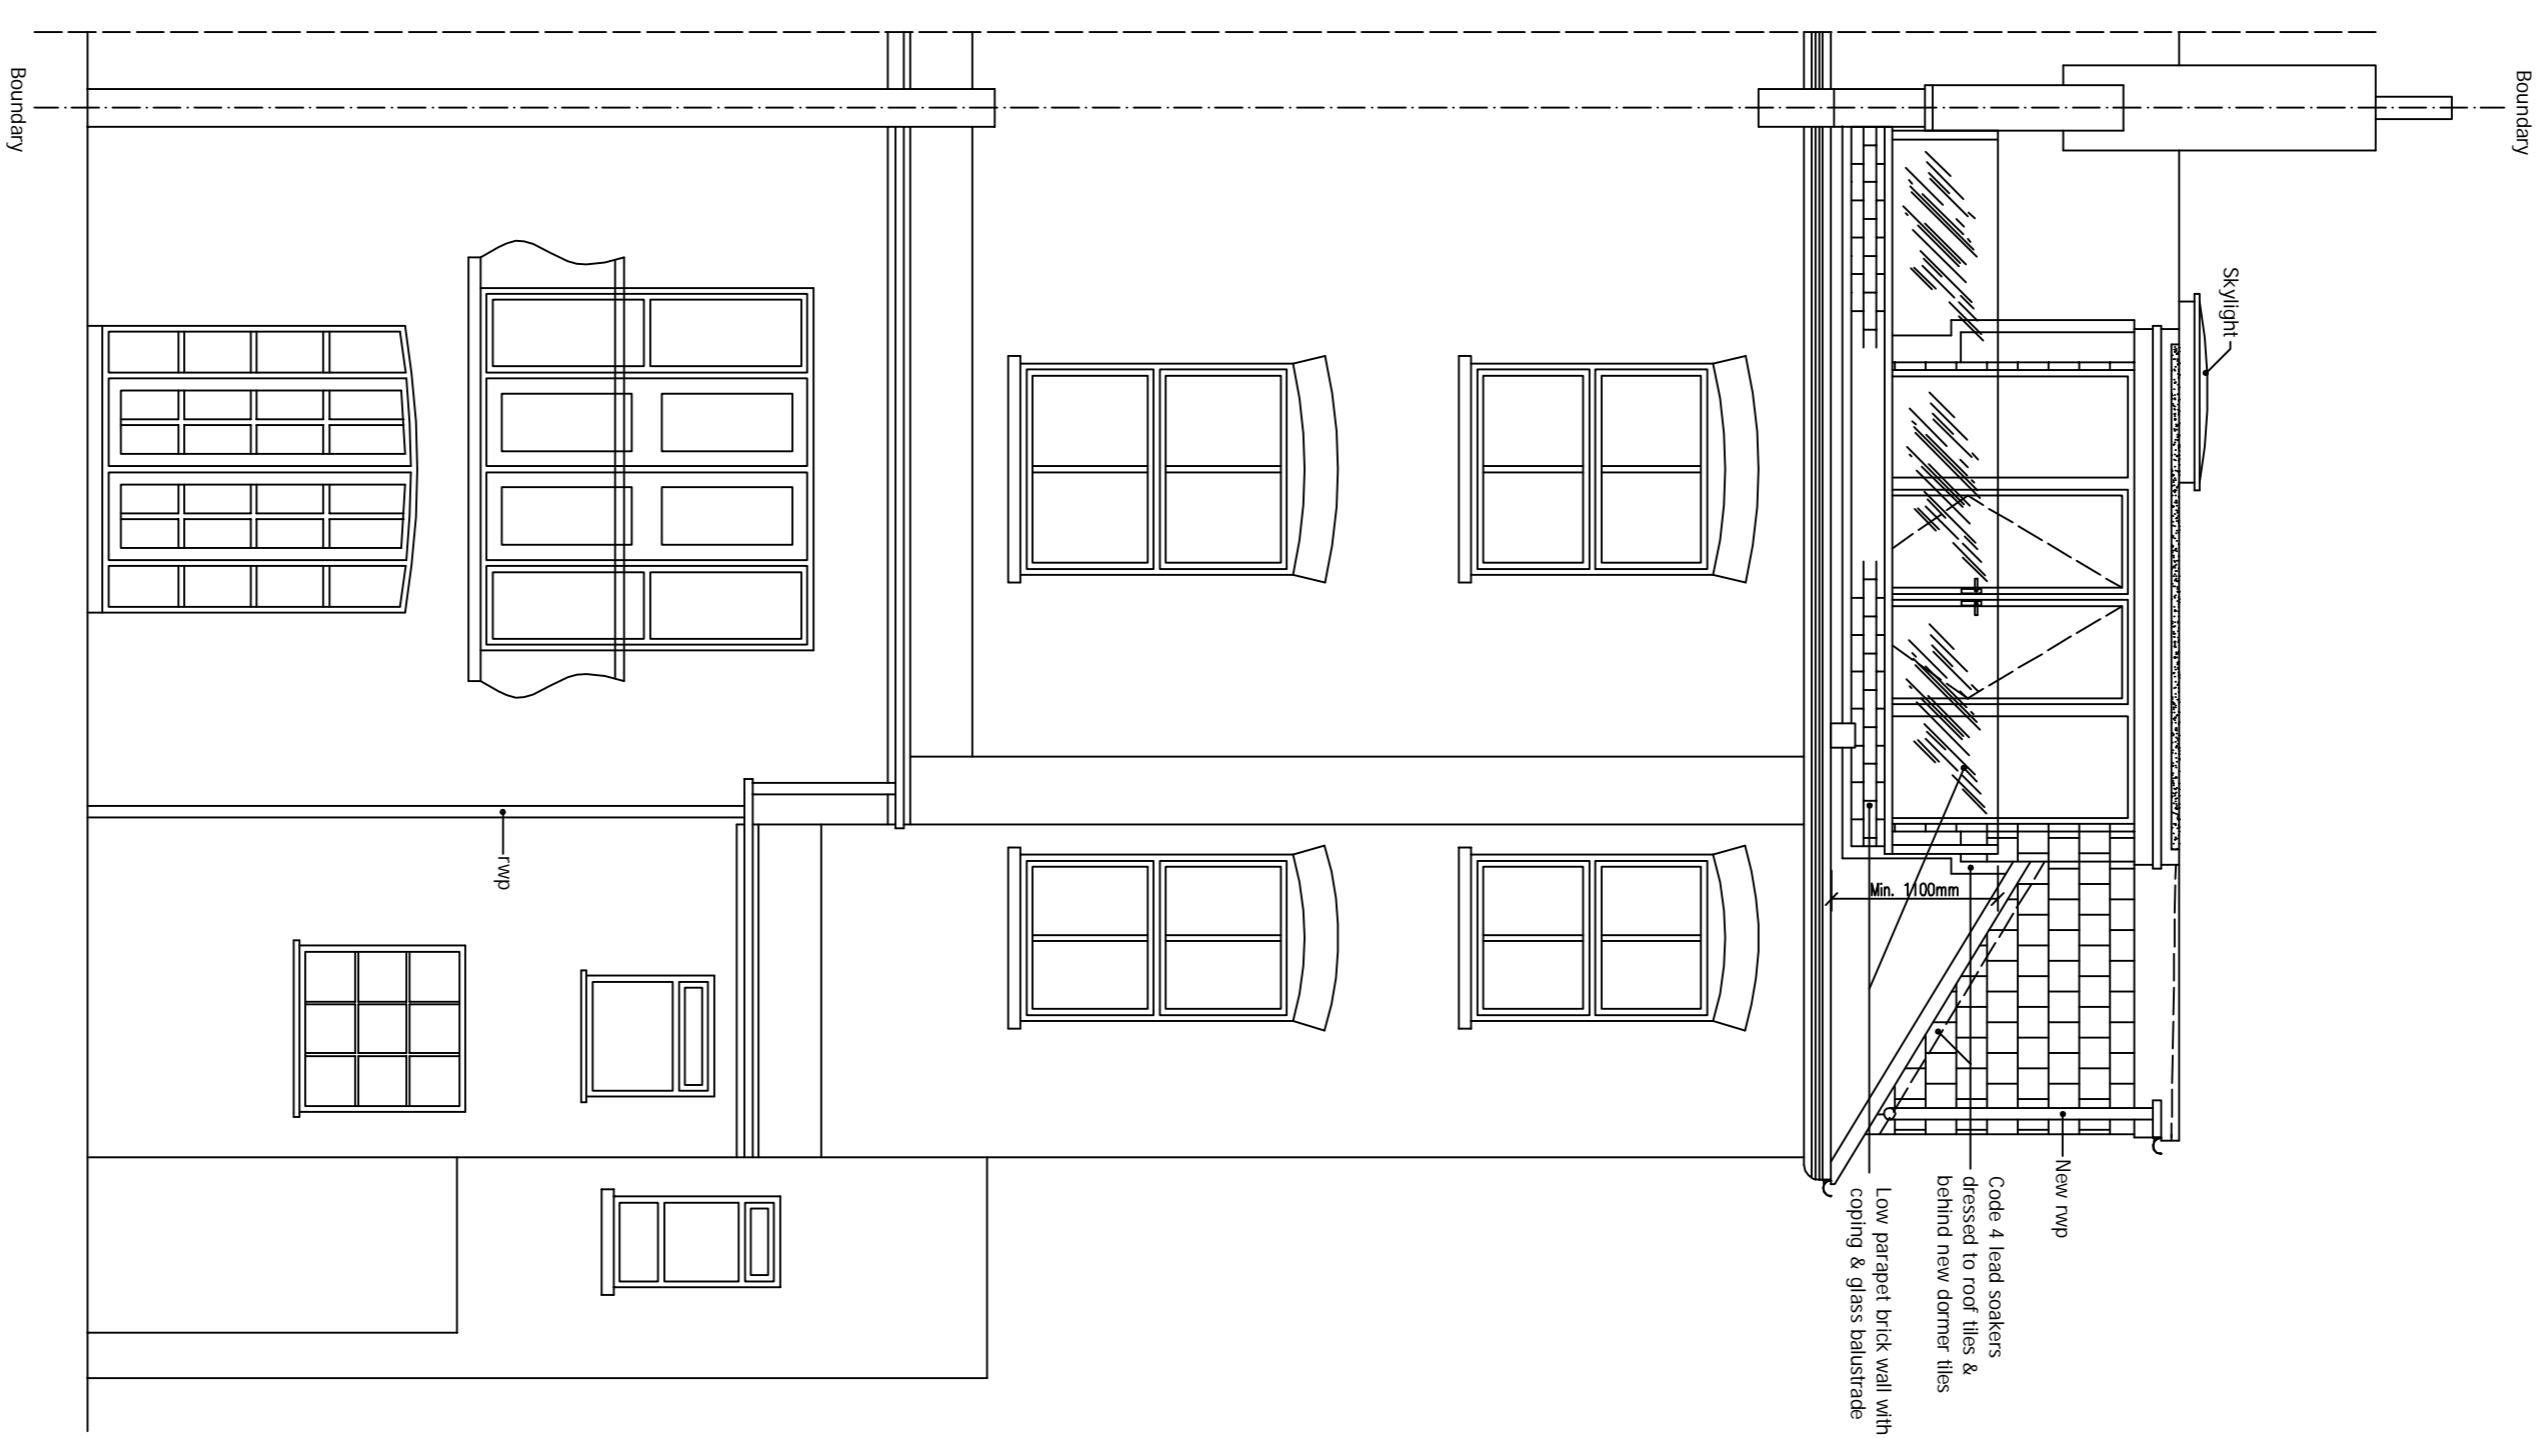 Boundary
Skylight
New rwp
Code 4 lead soakers
dressed to roof tiles &
behind new dormer tiles
Low parapet brick wall with
coping & glass balustrade
Min. 1100mm
rwp
Boundary